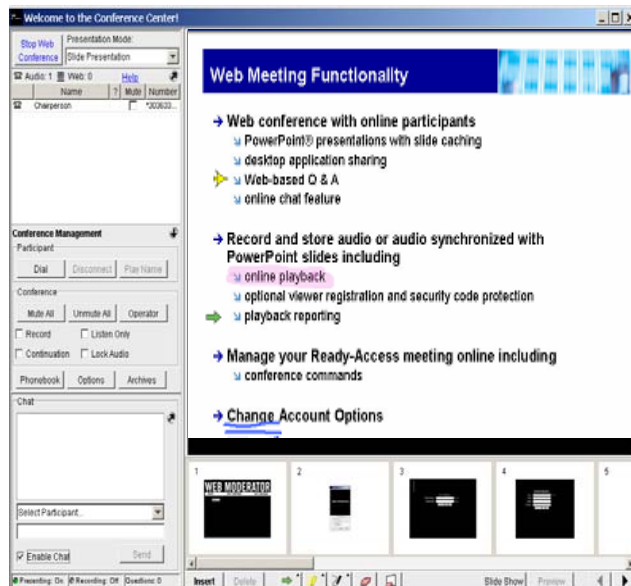 Welcome to the Conference Center!
Stop Web Conference
Presentation Mode:
Slide Presentation
Audio: 1 Web: 0 Help
Name ? Mute Number
Chairperson *303633...
Conference Management
Participant
Dial Disconnect Play Name
Conference
Mute All Unmute All Operator
Record Listen Only
Continuation Lock Audio
Phonebook Options Archives
Chat
Select Participant...
Enable Chat Send
Presenting: On Recording: Off Questions: 0
Web Meeting Functionality
Web conference with online participants
PowerPoint® presentations with slide caching
desktop application sharing
Web-based Q & A
online chat feature
Record and store audio or audio synchronized with
PowerPoint slides including
online playback
optional viewer registration and security code protection
playback reporting
Manage your Ready-Access meeting online including
conference commands
Change Account Options
1 2 3 4 5
WEB MODERATOR
Insert Delete Slide Show Preview